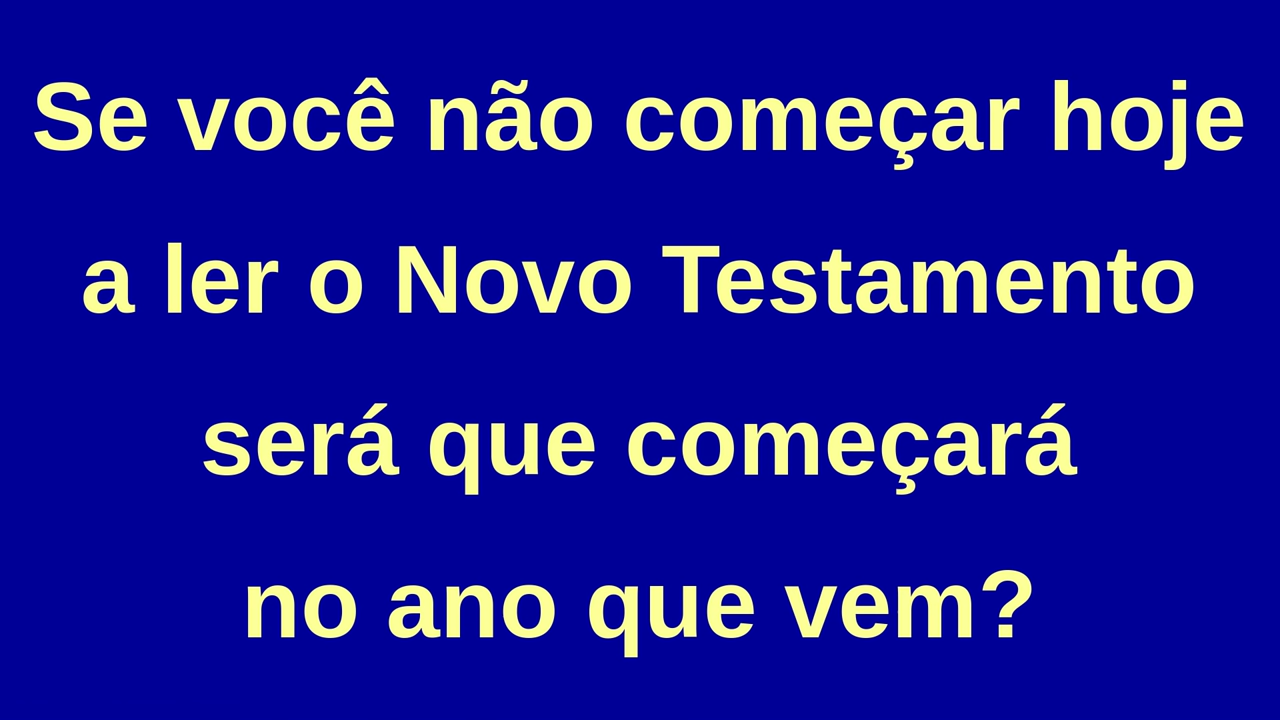 Se você não começar hoje
a ler o Novo Testamento
será que começará
no ano que vem?